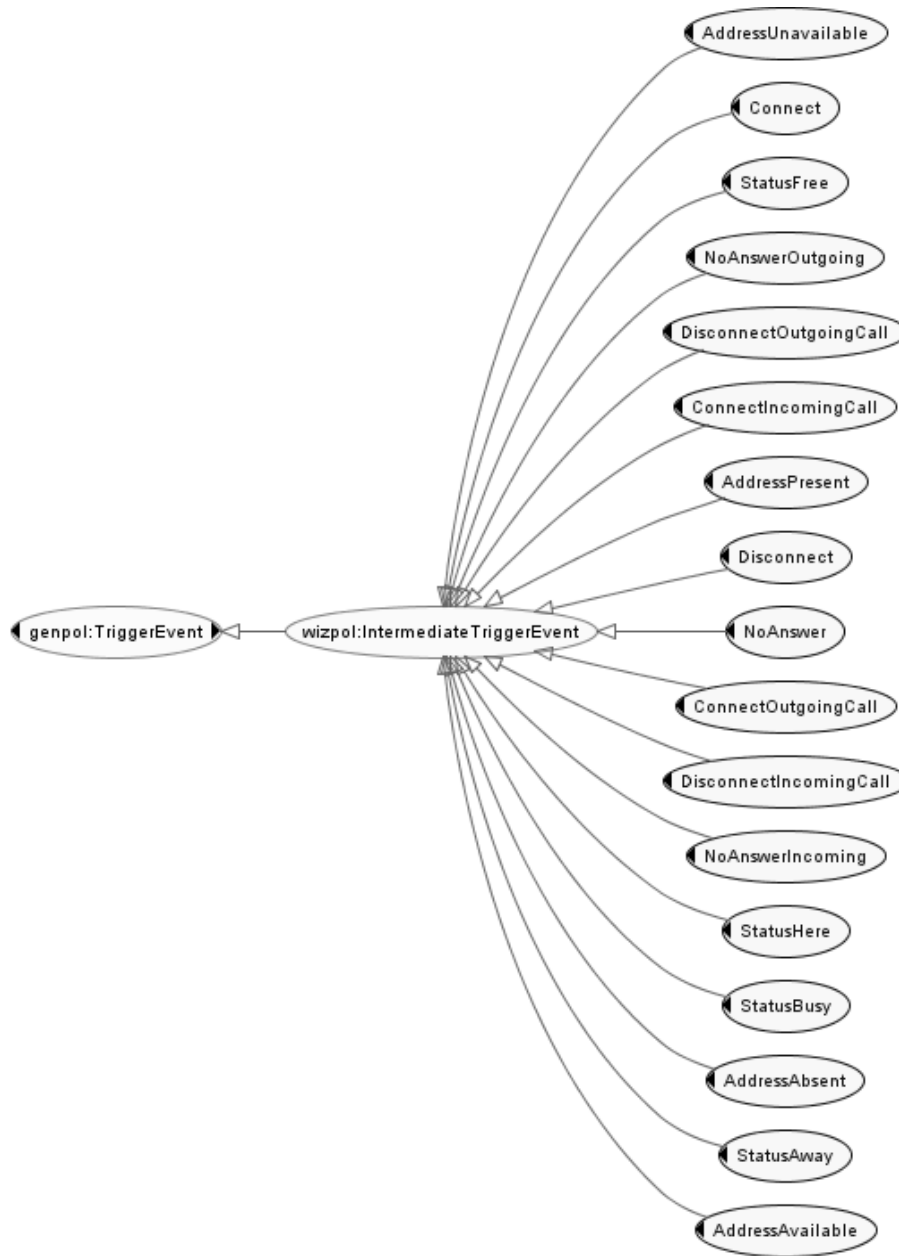 AddressUnavailable
Connect
StatusFree
NoAnswerOutgoing
DisconnectOutgoingCall
ConnectIncomingCall
AddressPresent
Disconnect
genpol:TriggerEvent
wizpol:IntermediateTriggerEvent
NoAnswer
ConnectOutgoingCall
DisconnectIncomingCall
NoAnswerIncoming
StatusHere
StatusBusy
AddressAbsent
StatusAway
AddressAvailable